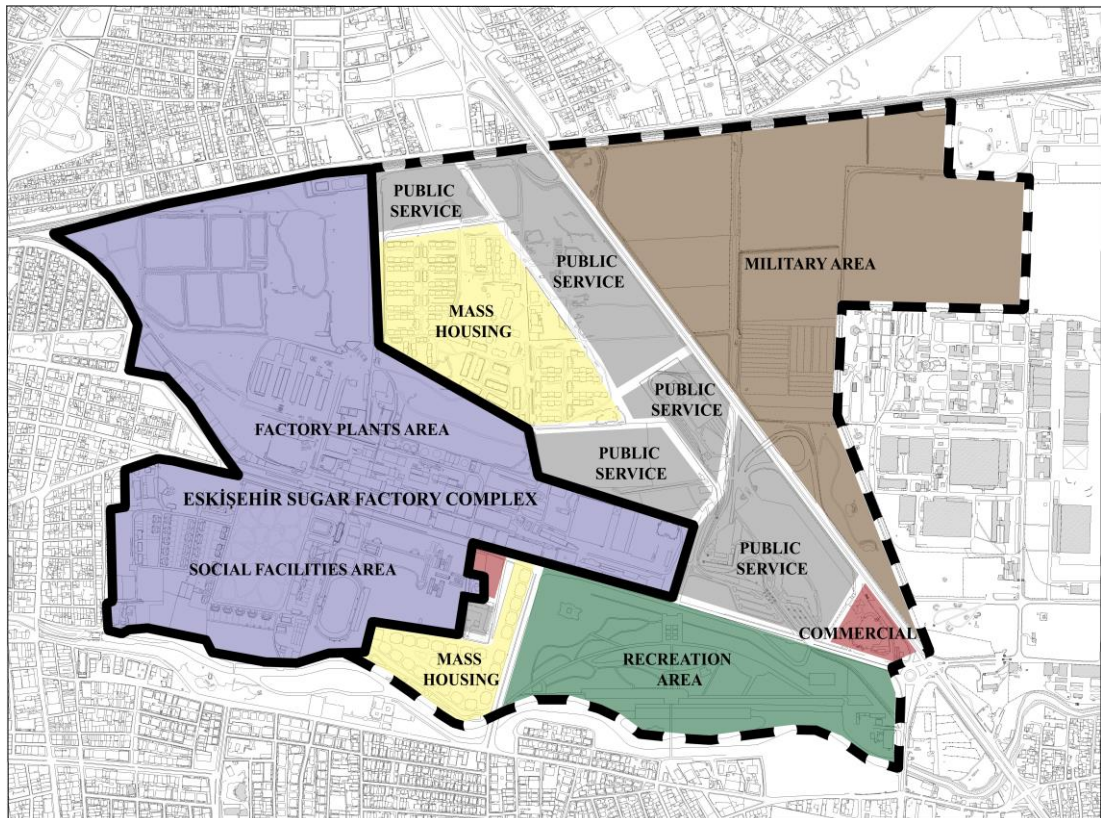 PUBLIC
SERVICE
PUBLIC
SERVICE
MILITARY AREA
MASS
HOUSING
PUBLIC
SERVICE
FACTORY PLANTS AREA
PUBLIC
SERVICE
ESKİŞEHİR SUGAR FACTORY COMPLEX
PUBLIC
SERVICE
SOCIAL FACILITIES AREA
COMMERCIAL
MASS
HOUSING
RECREATION
AREA